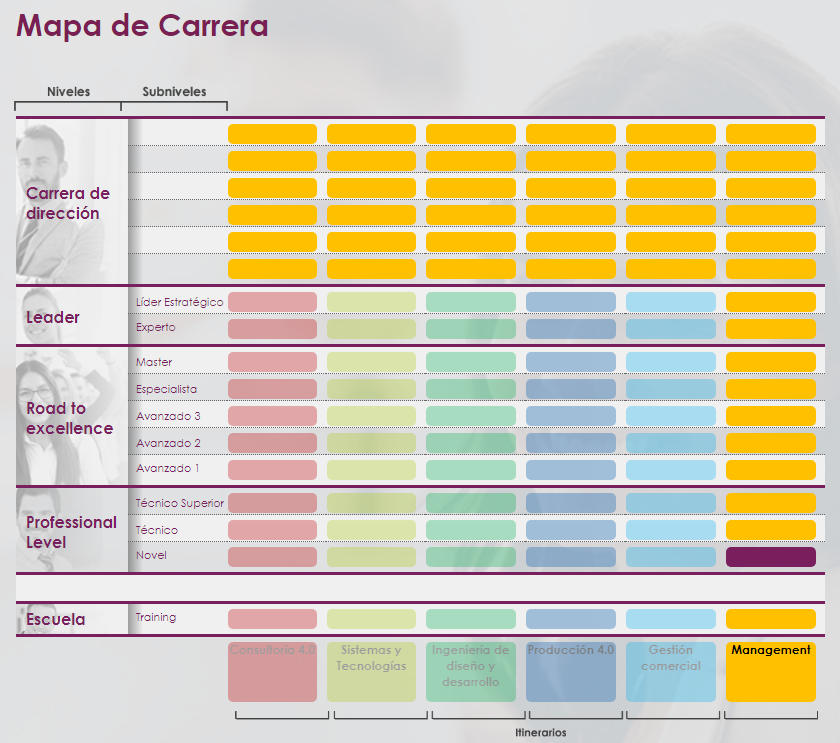 Mapa de Carrera
Niveles
Subniveles
Carrera de
dirección
Leader
Líder Estratégico
Experto
Road to
excellence
Master
Especialista
Avanzado 3
Avanzado 2
Avanzado 1
Professional
Level
Técnico Superior
Técnico
Novel
Escuela
Training
Consultoría 4.0
Sistemas y
Tecnologías
Ingeniería de
diseño y
desarrollo
Producción 4.0
Gestión
comercial
Management
Itinerarios